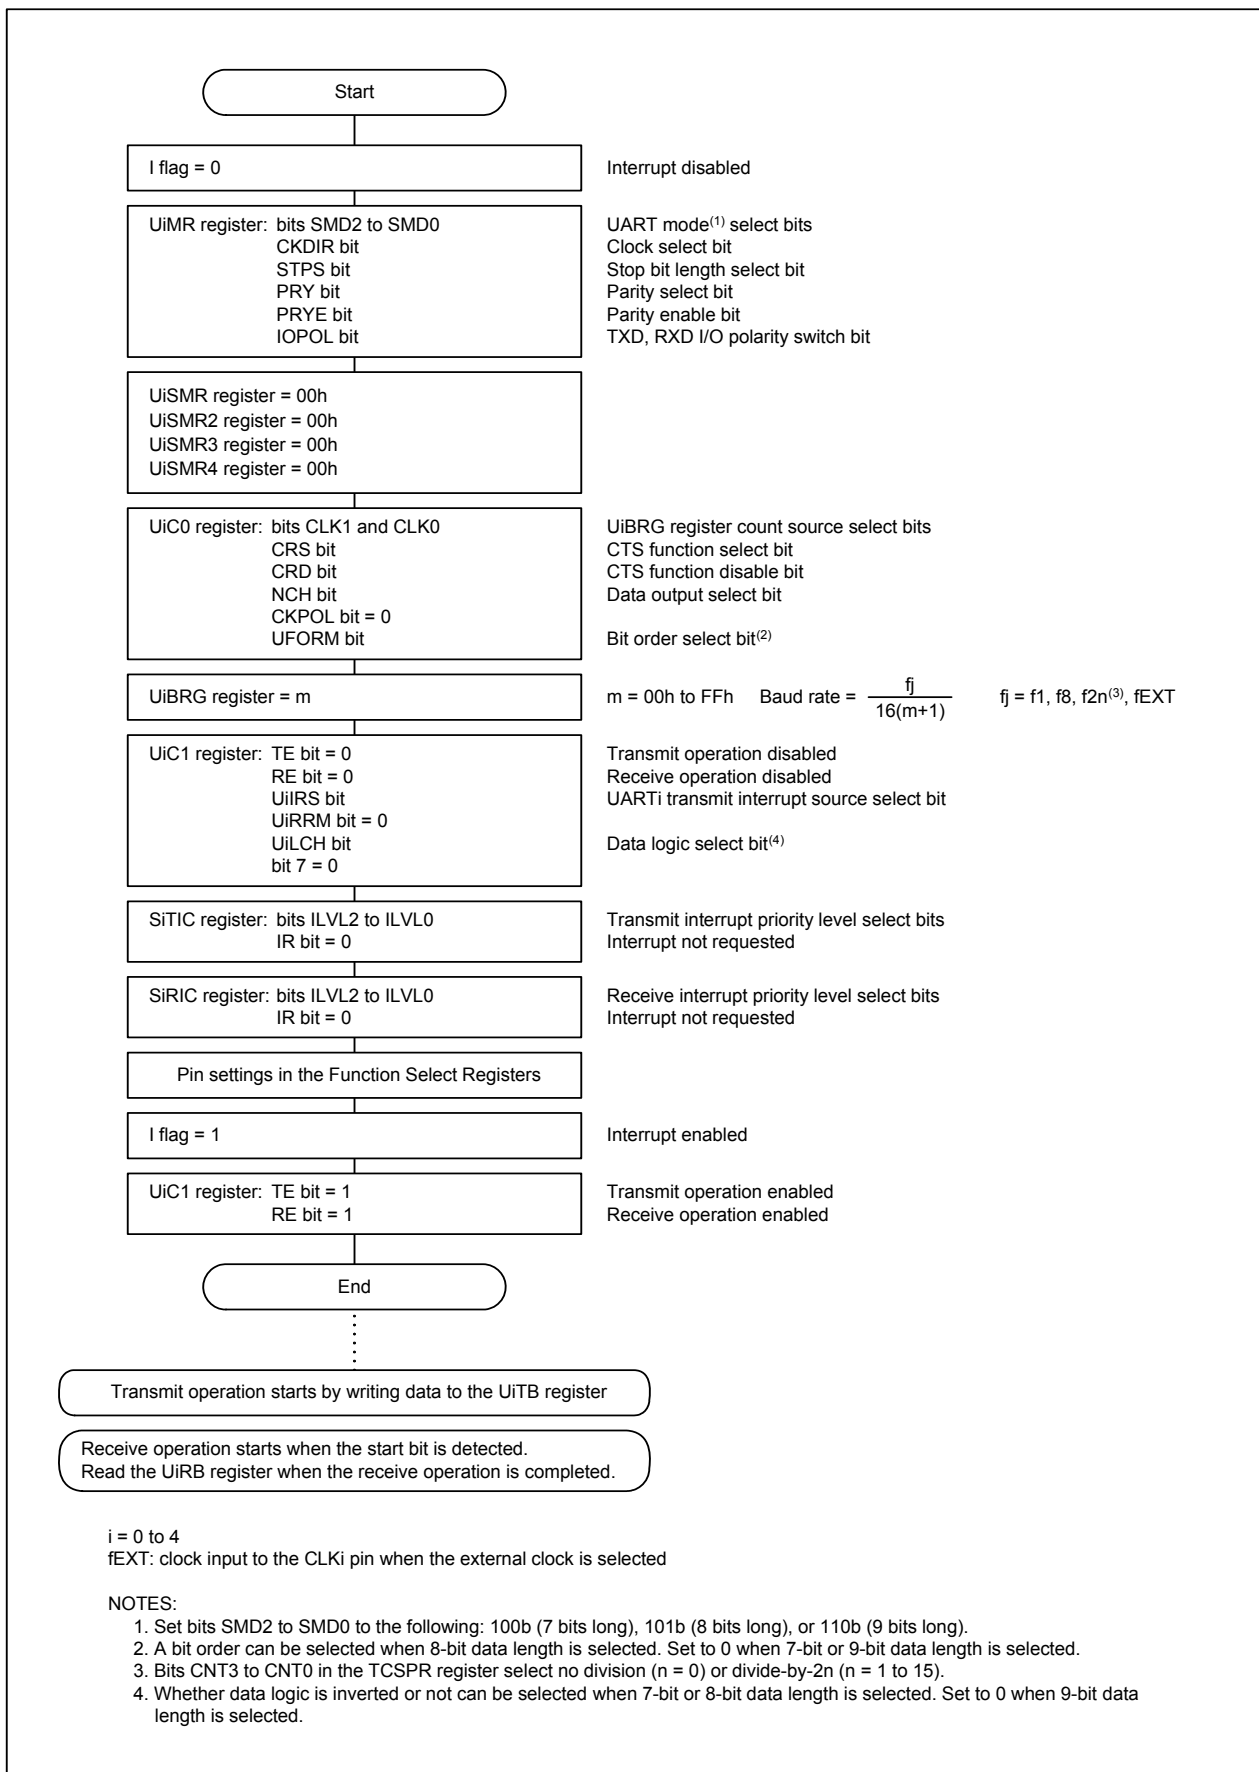 Start
I flag = 0 Interrupt disabled
UiMR register: bits SMD2 to SMD0 UART mode(1) select bits
CKDIR bit Clock select bit
STPS bit Stop bit length select bit
PRY bit Parity select bit
PRYE bit Parity enable bit
IOPOL bit TXD, RXD I/O polarity switch bit
UiSMR register = 00h
UiSMR2 register = 00h
UiSMR3 register = 00h
UiSMR4 register = 00h
UiC0 register: bits CLK1 and CLK0 UiBRG register count source select bits
CRS bit CTS function select bit
CRD bit CTS function disable bit
NCH bit Data output select bit
CKPOL bit = 0
UFORM bit Bit order select bit(2)
UiBRG register = m m = 00h to FFh Baud rate = fj / 16(m+1) fj = f1, f8, f2n(3), fEXT
UiC1 register: TE bit = 0 Transmit operation disabled
RE bit = 0 Receive operation disabled
UiIRS bit UARTi transmit interrupt source select bit
UiRRM bit = 0
UiLCH bit Data logic select bit(4)
bit 7 = 0
SiTIC register: bits ILVL2 to ILVL0 Transmit interrupt priority level select bits
IR bit = 0 Interrupt not requested
SiRIC register: bits ILVL2 to ILVL0 Receive interrupt priority level select bits
IR bit = 0 Interrupt not requested
Pin settings in the Function Select Registers
I flag = 1 Interrupt enabled
UiC1 register: TE bit = 1 Transmit operation enabled
RE bit = 1 Receive operation enabled
End
Transmit operation starts by writing data to the UiTB register
Receive operation starts when the start bit is detected.
Read the UiRB register when the receive operation is completed.
i = 0 to 4
fEXT: clock input to the CLKi pin when the external clock is selected
NOTES:
1. Set bits SMD2 to SMD0 to the following: 100b (7 bits long), 101b (8 bits long), or 110b (9 bits long).
2. A bit order can be selected when 8-bit data length is selected. Set to 0 when 7-bit or 9-bit data length is selected.
3. Bits CNT3 to CNT0 in the TCSPR register select no division (n = 0) or divide-by-2n (n = 1 to 15).
4. Whether data logic is inverted or not can be selected when 7-bit or 8-bit data length is selected. Set to 0 when 9-bit data
length is selected.